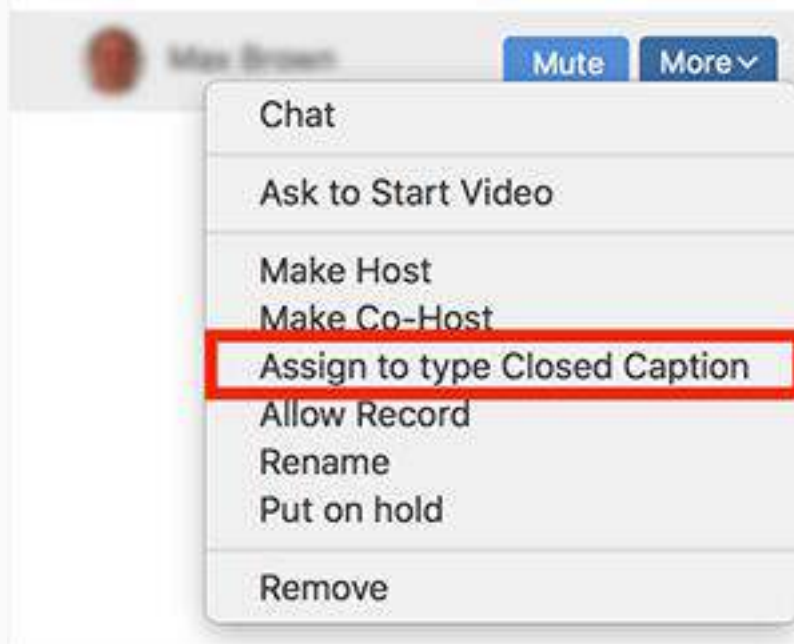 Mute More
Chat
Ask to Start Video
Make Host
Make Co-Host
Assign to type Closed Caption
Allow Record
Rename
Put on hold
Remove